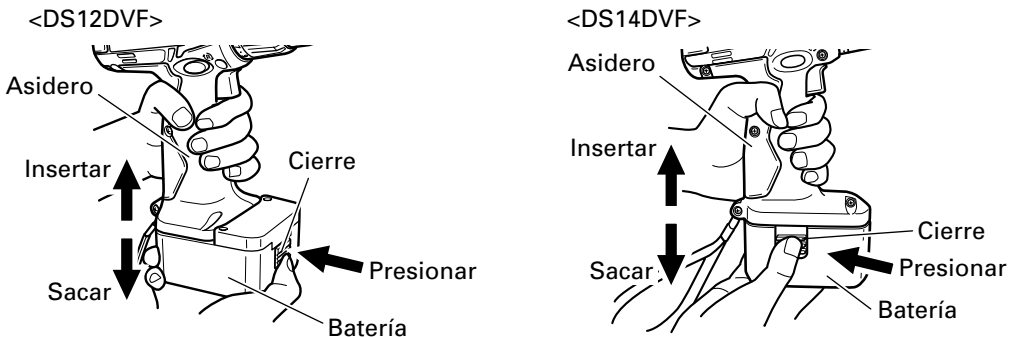 <DS12DVF>
Asidero
Insertar
Cierre
Presionar
Sacar
Batería
<DS14DVF>
Asidero
Insertar
Cierre
Presionar
Sacar
Batería